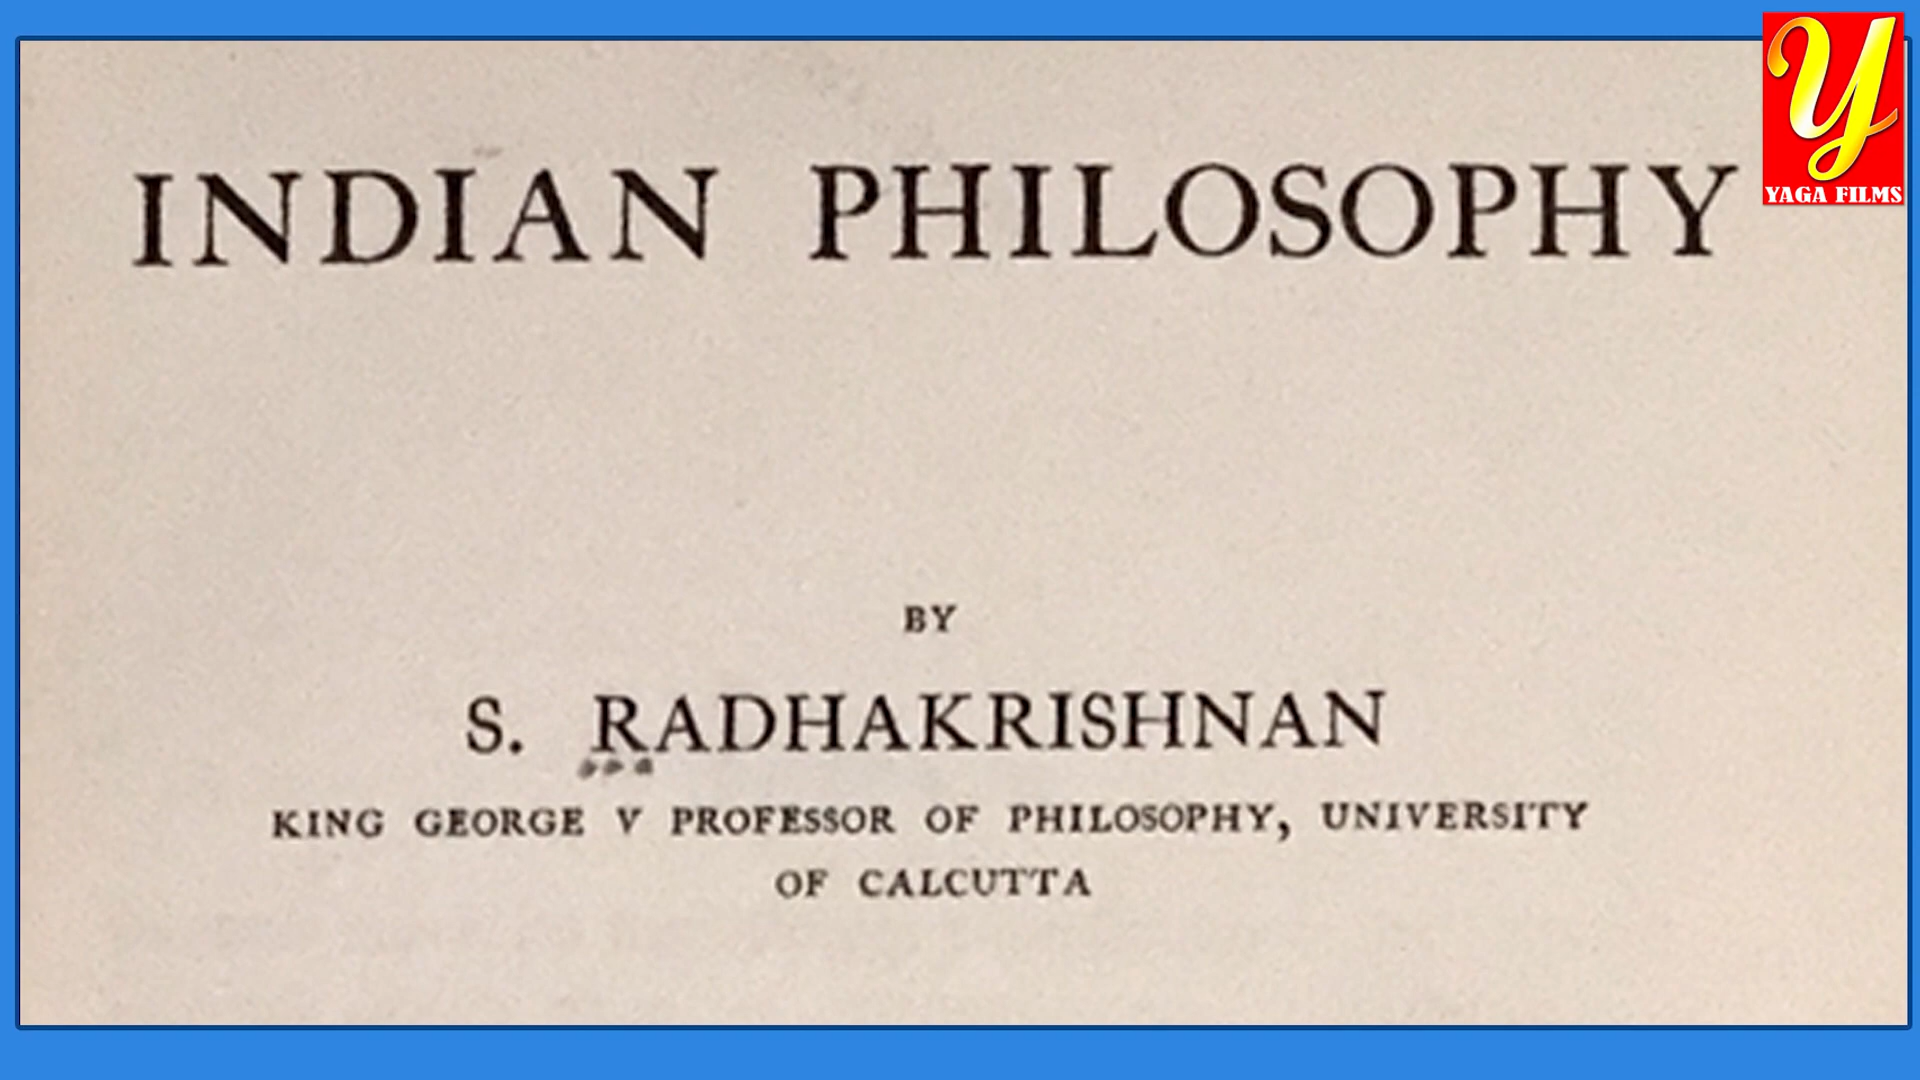 INDIAN PHILOSOPHY
BY
S. RADHAKRISHNAN
KING GEORGE V PROFESSOR OF PHILOSOPHY, UNIVERSITY
OF CALCUTTA
Y
YAGA FILMS